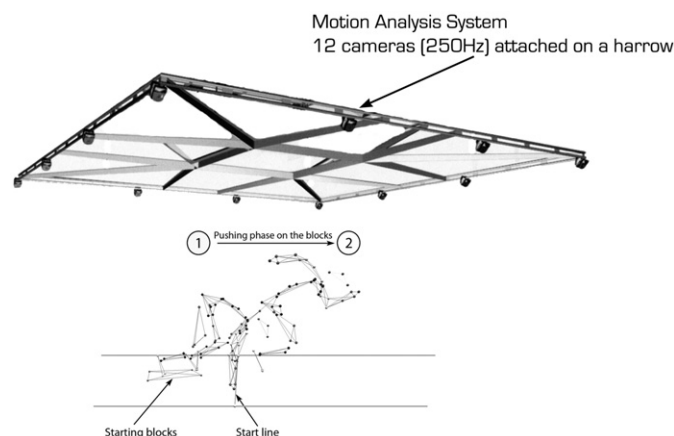 Motion Analysis System
12 cameras (250Hz) attached on a harrow
1 Pushing phase on the blocks 2
Starting blocks
Start line